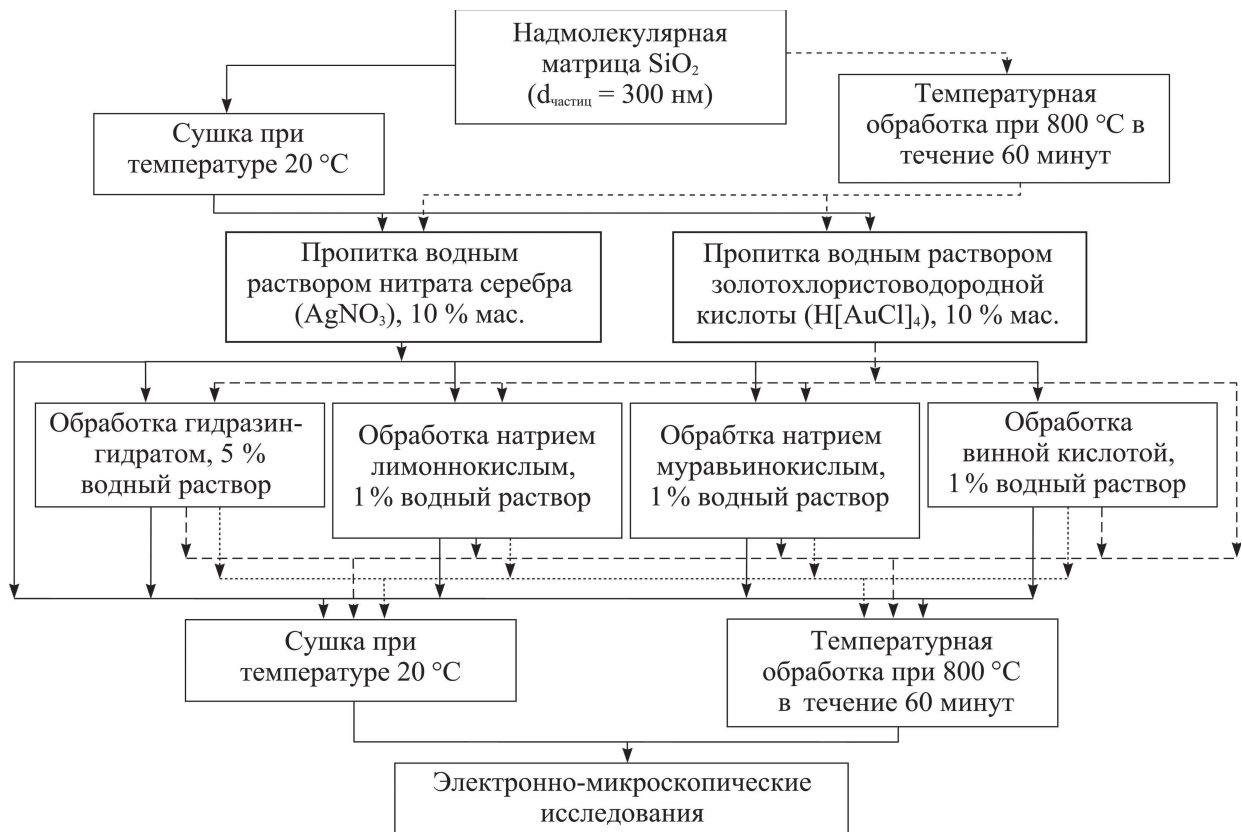 Надмолекулярная
матрица SiO₂
(dчастиц = 300 нм)
Сушка при
температуре 20 °C
Температурная
обработка при 800 °C в
течение 60 минут
Пропитка водным
раствором нитрата серебра
(AgNO₃), 10 % мас.
Пропитка водным раствором
золотохлористоводородной
кислоты (H[AuCl]₄), 10 % мас.
Обработка гидразин-
гидратом, 5 %
водный раствор
Обработка натрием
лимоннокислым,
1 % водный раствор
Обрабтка натрием
муравьинокислым,
1 % водный раствор
Обработка
винной кислотой,
1 % водный раствор
Сушка при
температуре 20 °C
Температурная
обработка при 800 °C
в течение 60 минут
Электронно-микроскопические
исследования